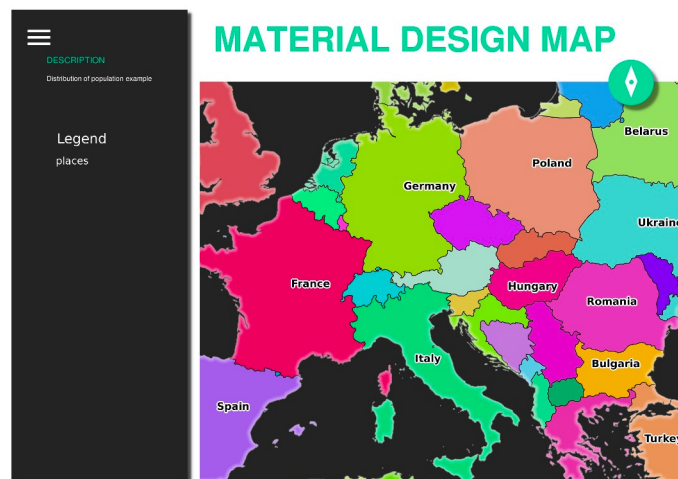 MATERIAL DESIGN MAP
DESCRIPTION
Distribution of population example
Legend
places
Belarus
Poland
Germany
Ukraine
France
Hungary
Romania
Italy
Bulgaria
Spain
Turkey